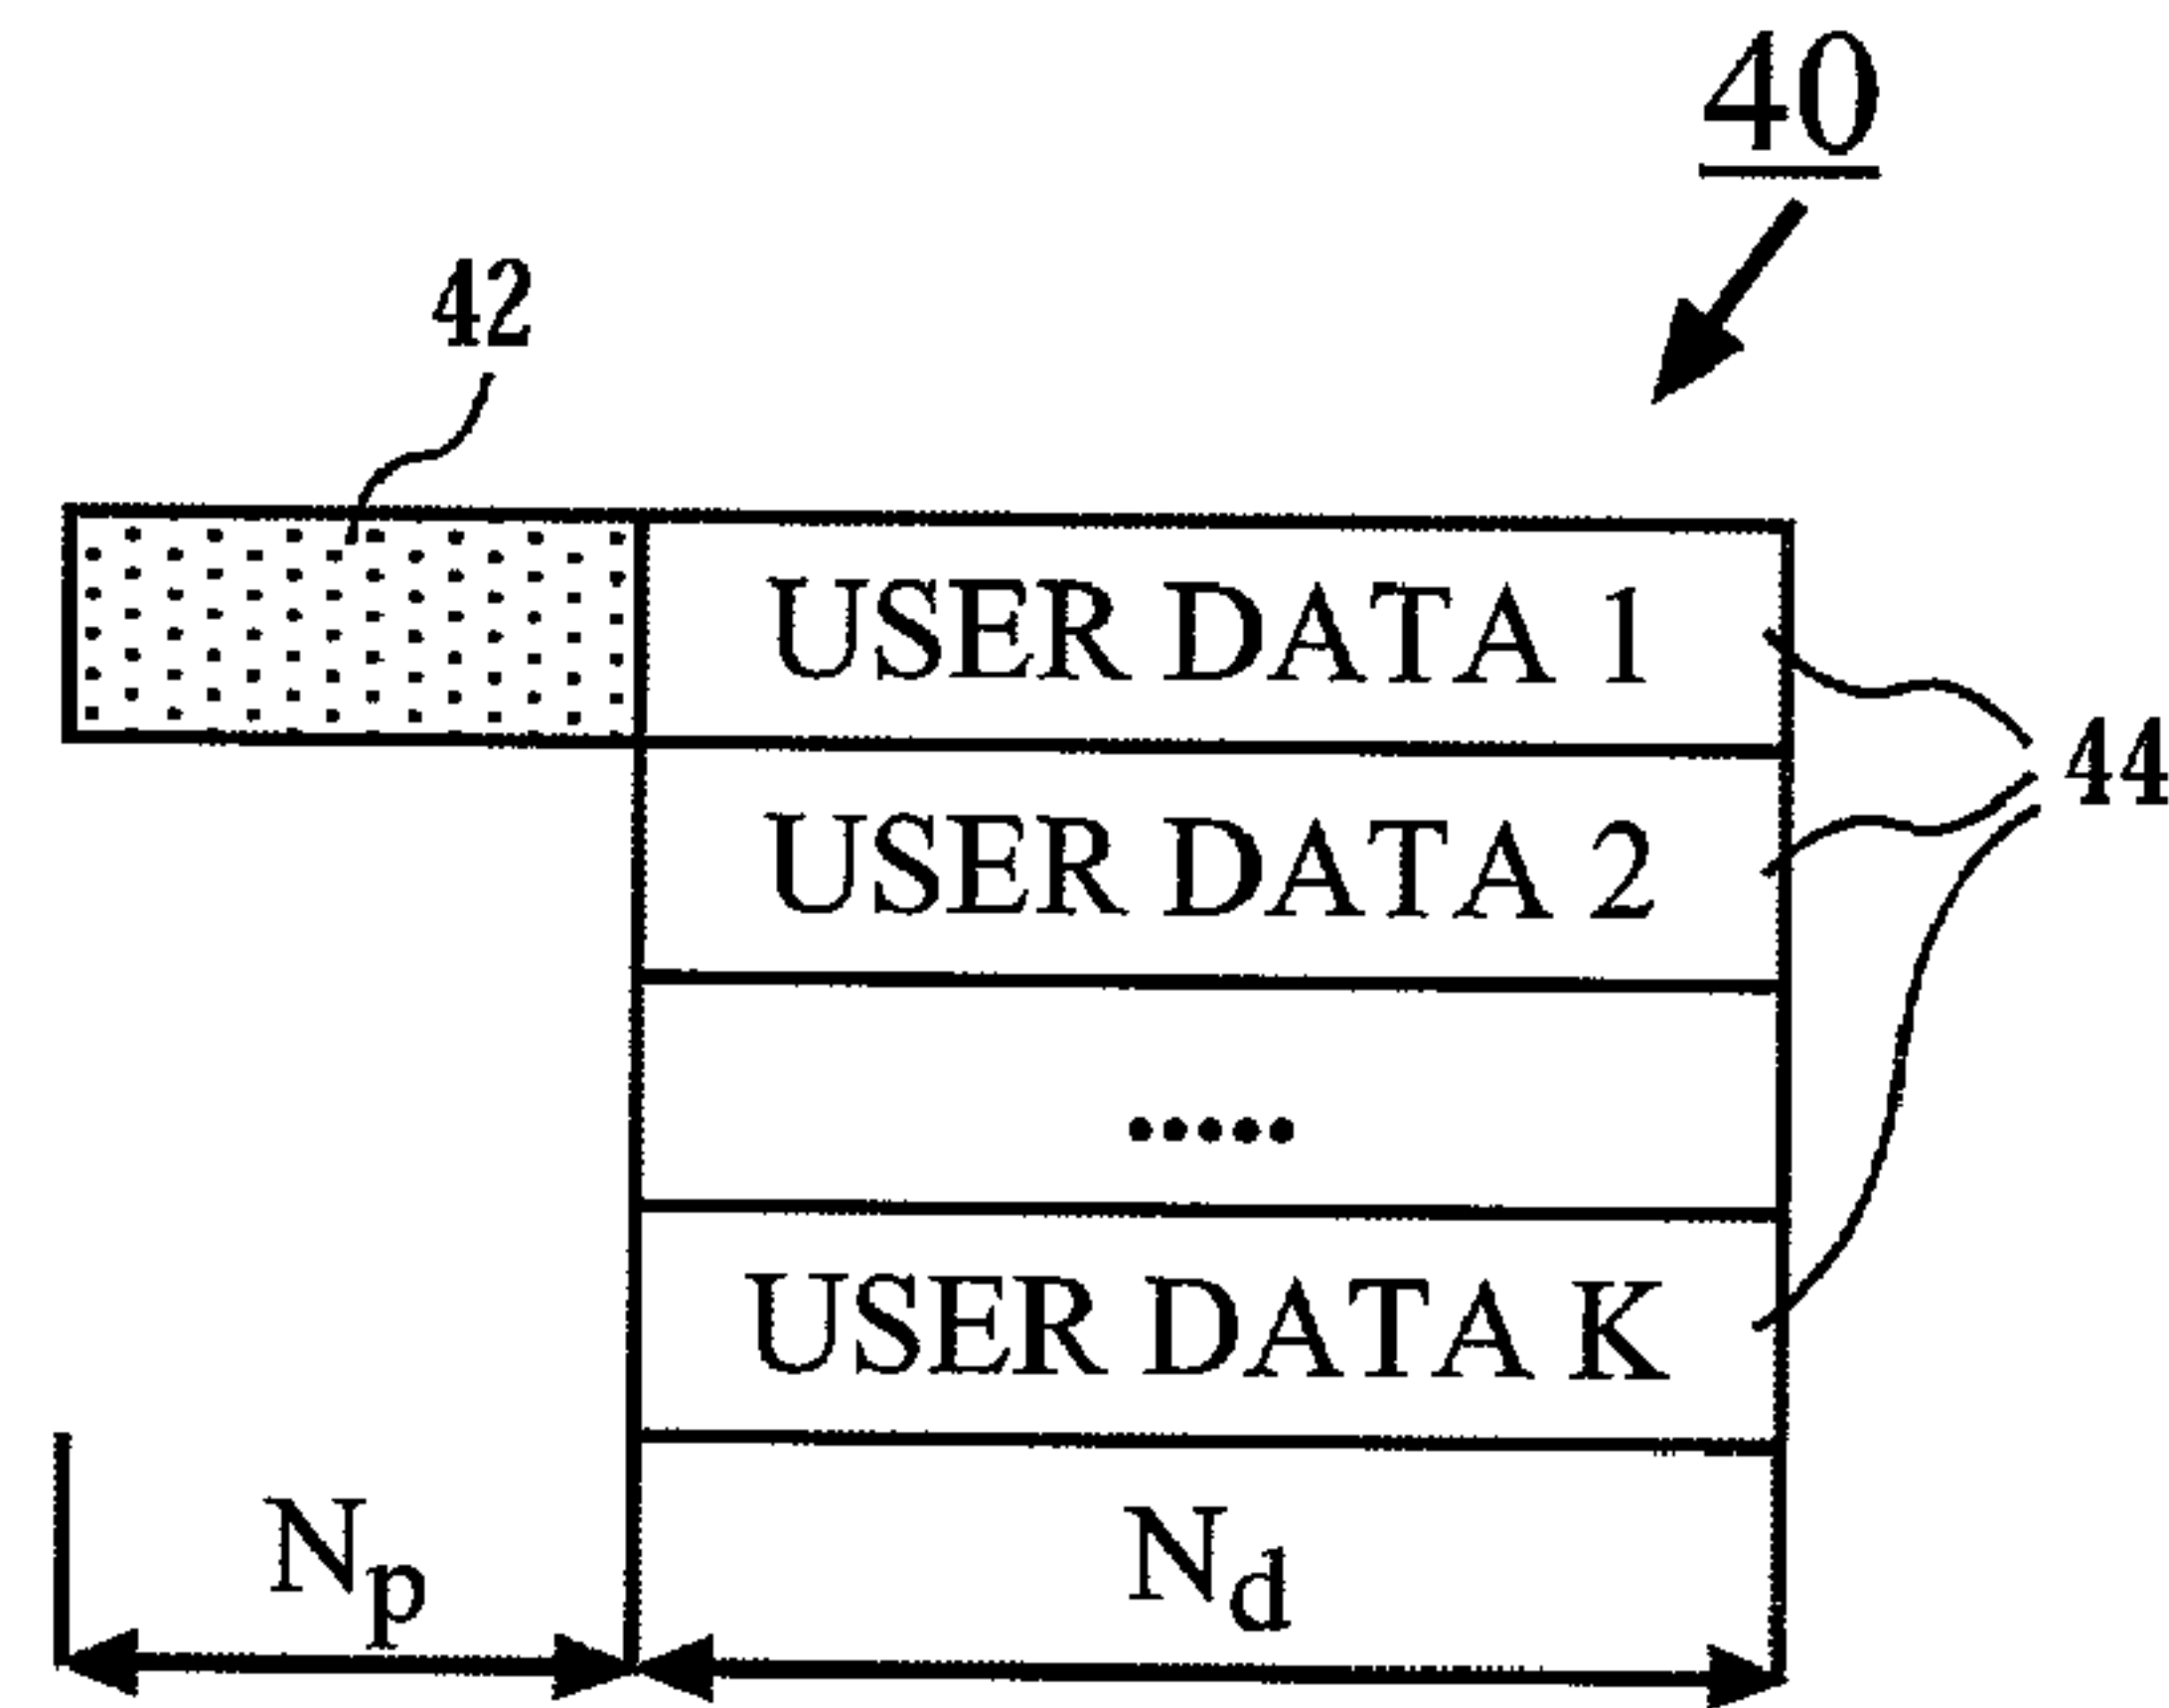 40
42
USER DATA 1
44
USER DATA 2
.....
USER DATA K
Np
Nd